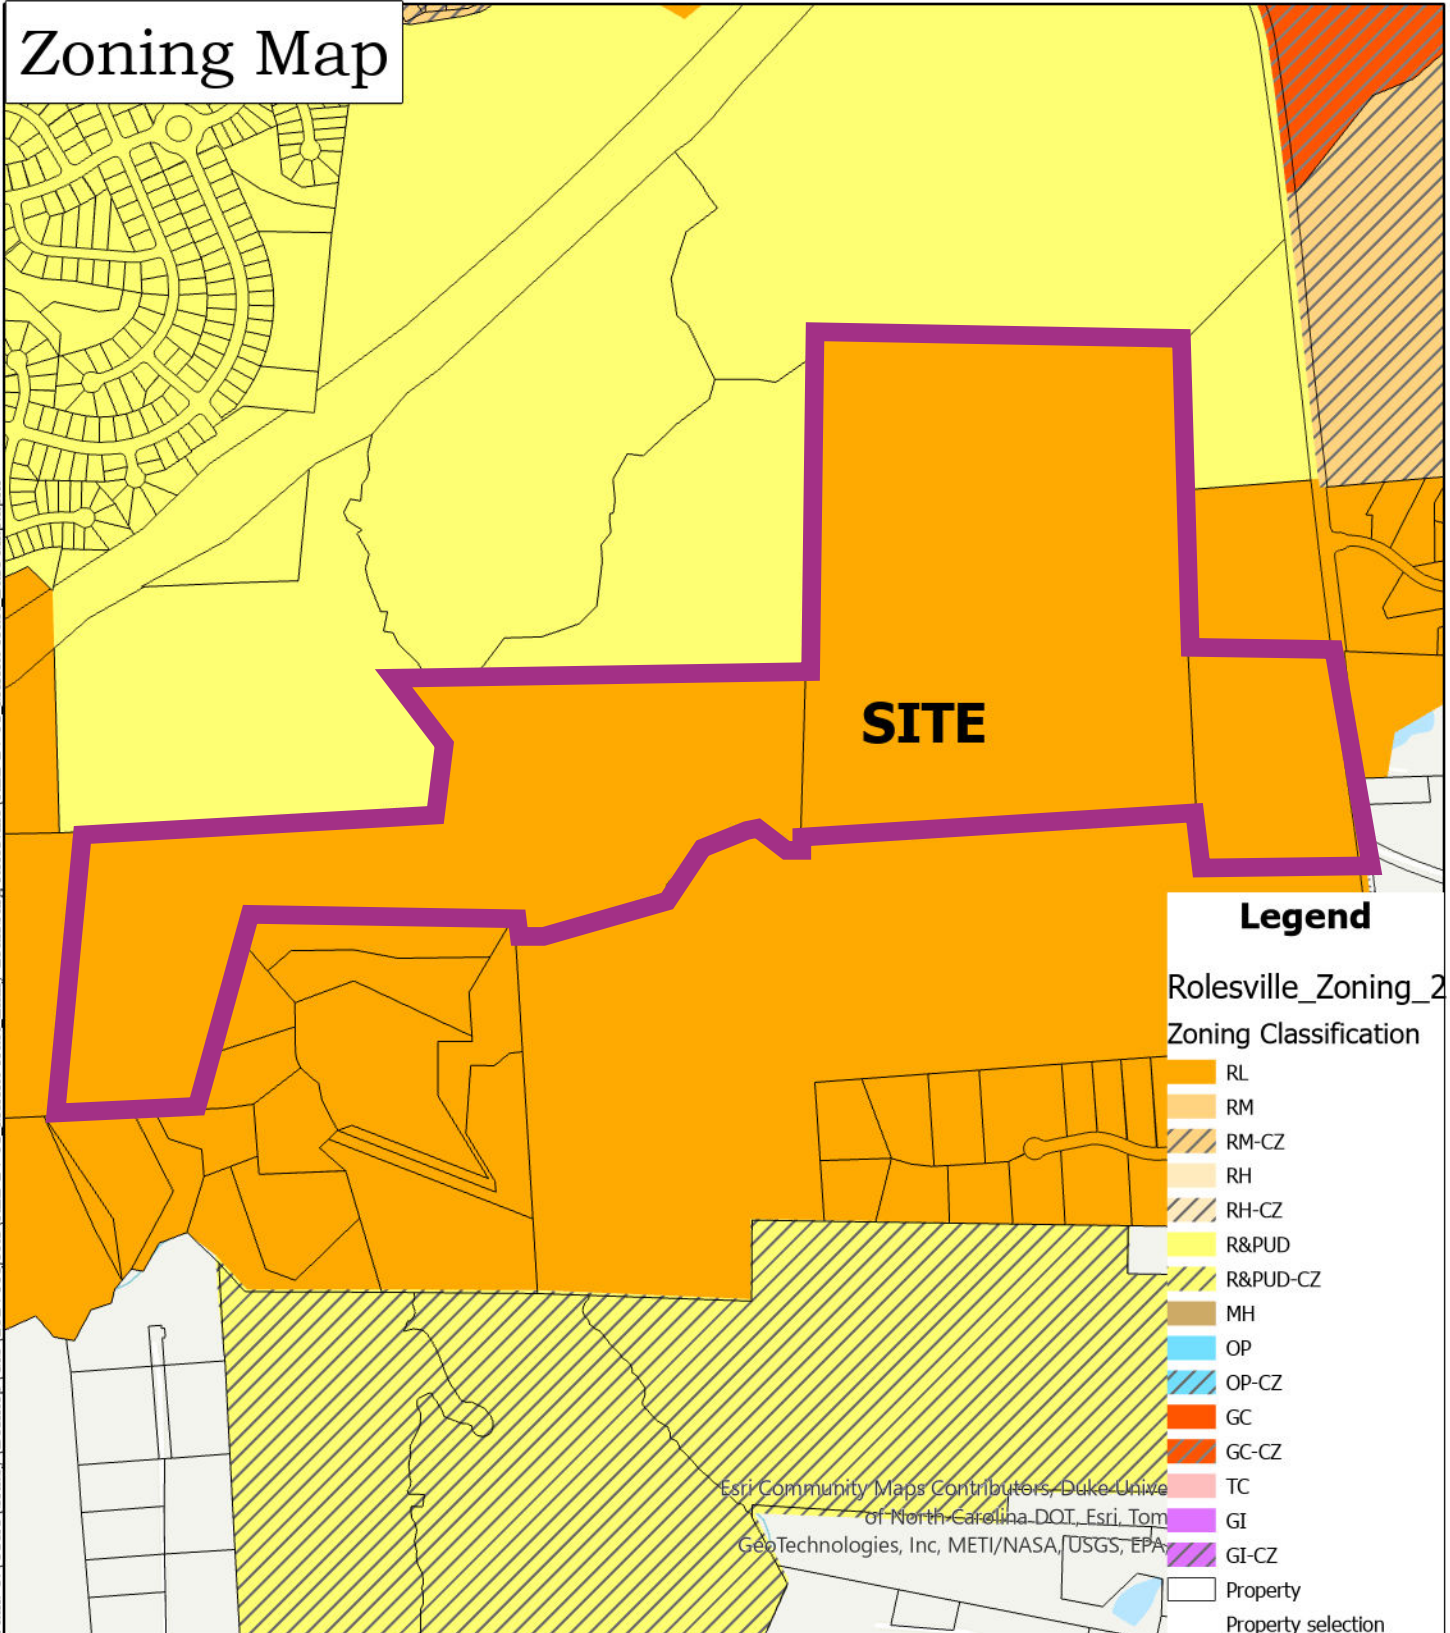 Zoning Map
SITE
Legend
Rolesville_Zoning_2
Zoning Classification
RL
RM
RM-CZ
RH
RH-CZ
R&PUD
R&PUD-CZ
MH
OP
OP-CZ
GC
GC-CZ
TC
GI
GI-CZ
Property
Property selection
Esri Community Maps Contributors, Duke Unive
of North Carolina DOT, Esri, Tom
GeoTechnologies, Inc, METI/NASA, USGS, EPA,